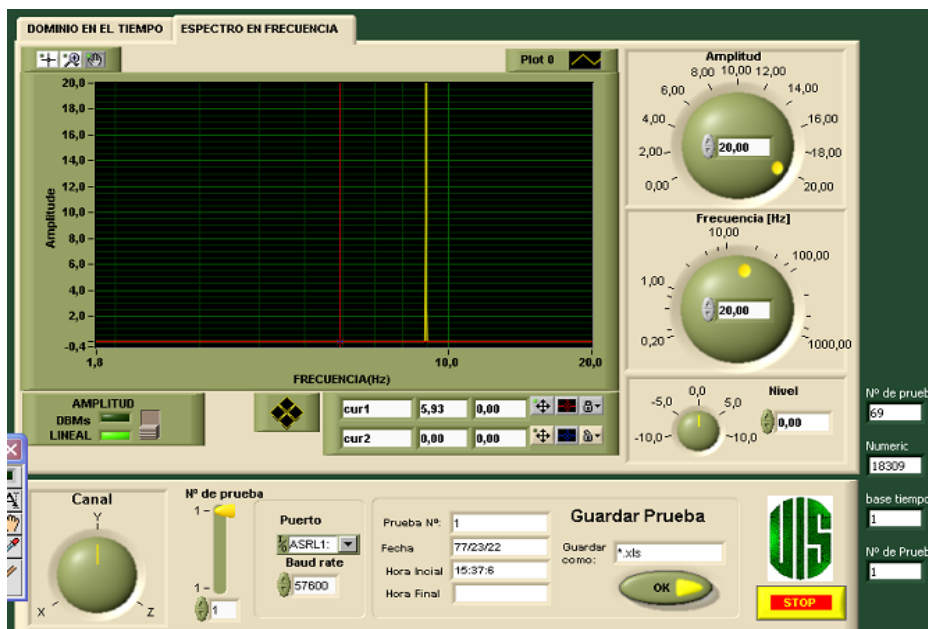 DOMINIO EN EL TIEMPO
ESPECTRO EN FRECUENCIA
Plot 0
20,0
18,0
16,0
14,0
12,0
10,0
8,0
6,0
4,0
2,0
-0,4
Amplitude
1,8
10,0
20,0
FRECUENCIA(Hz)
Amplitud
0,00
2,00
4,00
6,00
8,00
10,00
12,00
14,00
16,00
18,00
20,00
20,00
Frecuencia [Hz]
0,20
1,00
10,00
100,00
1000,00
20,00
AMPLITUD
DBMs
LINEAL
cur1 5,93 0,00
cur2 0,00 0,00
Nivel
-10,0
-5,0
0,0
5,0
10,0
0,00
Nº de prueb
69
Numeric
18309
base tiempo
1
Nº de Prueb
1
Canal
X
Y
Z
Nº de prueba
1
1
1
Puerto
ASRL1:
Baud rate
57600
Prueba Nº: 1
Fecha 77/23/22
Hora Incial 15:37:6
Hora Final
Guardar Prueba
Guardar como: *.xls
OK
UIS
STOP